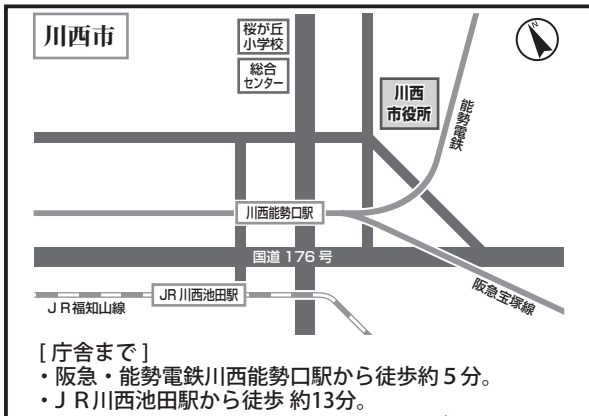 川西市
桜が丘
小学校
総合
センター
N
川西
市役所
能勢電鉄
川西能勢口駅
国道 176 号
JR 川西池田駅
ＪＲ福知山線
阪急宝塚線
[ 庁舎まで ]
・阪急・能勢電鉄川西能勢口駅から徒歩約５分。
・ＪＲ川西池田駅から徒歩 約13分。